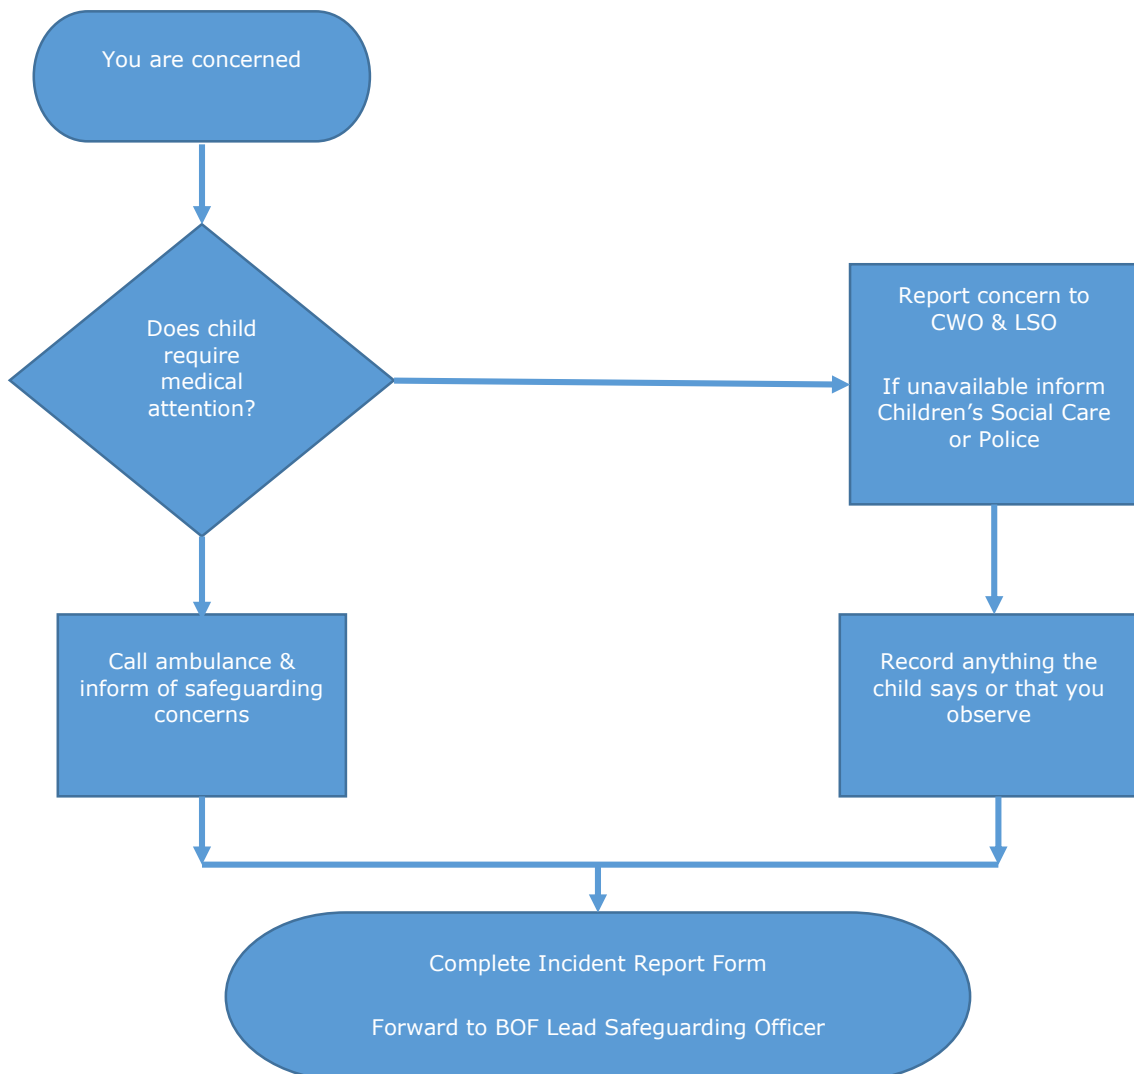 You are concerned
Does child
require
medical
attention?
Report concern to
CWO & LSO
If unavailable inform
Children’s Social Care
or Police
Call ambulance &
inform of safeguarding
concerns
Record anything the
child says or that you
observe
Complete Incident Report Form
Forward to BOF Lead Safeguarding Officer